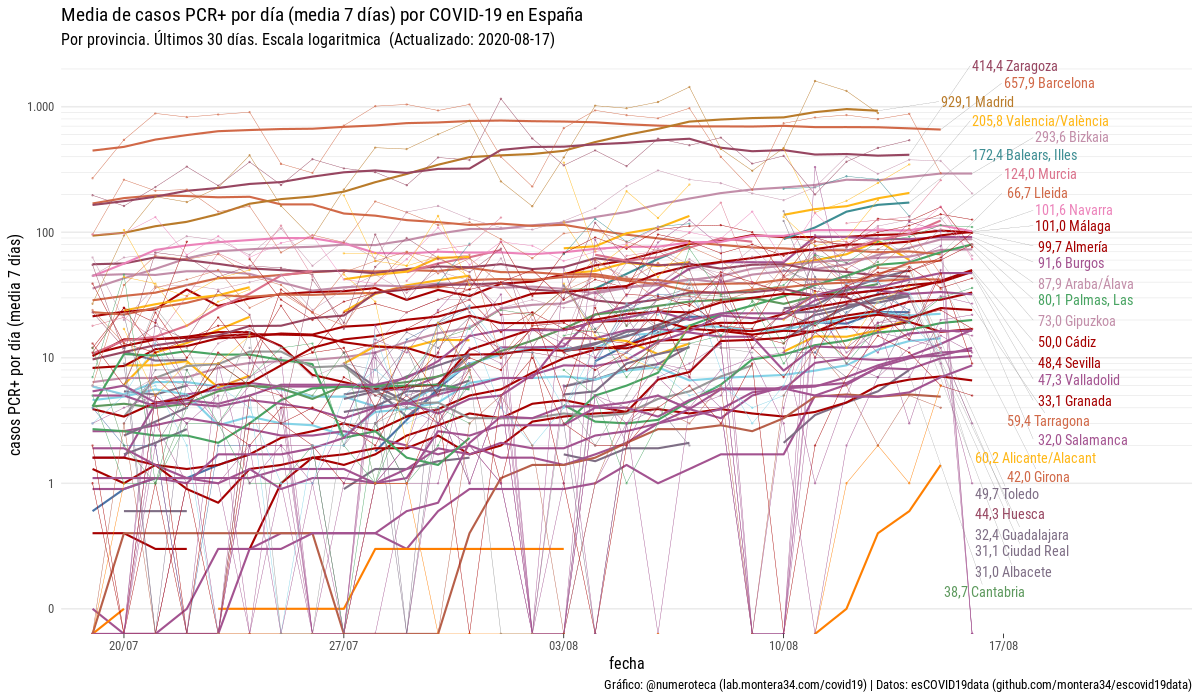 Media de casos PCR+ por día (media 7 días) por COVID-19 en España
Por provincia. Últimos 30 días. Escala logaritmica (Actualizado: 2020-08-17)
casos PCR+ por día (media 7 días)
1.000
100
10
1
0
414,4 Zaragoza
657,9 Barcelona
929,1 Madrid
205,8 Valencia/València
293,6 Bizkaia
172,4 Balears, Illes
124,0 Murcia
66,7 Lleida
101,6 Navarra
101,0 Málaga
99,7 Almería
91,6 Burgos
87,9 Araba/Álava
80,1 Palmas, Las
73,0 Gipuzkoa
50,0 Cádiz
48,4 Sevilla
47,3 Valladolid
33,1 Granada
59,4 Tarragona
32,0 Salamanca
60,2 Alicante/Alacant
42,0 Girona
49,7 Toledo
44,3 Huesca
32,4 Guadalajara
31,1 Ciudad Real
31,0 Albacete
38,7 Cantabria
20/07
27/07
03/08
10/08
17/08
fecha
Gráfico: @numeroteca (lab.montera34.com/covid19) | Datos: esCOVID19data (github.com/montera34/escovid19data)